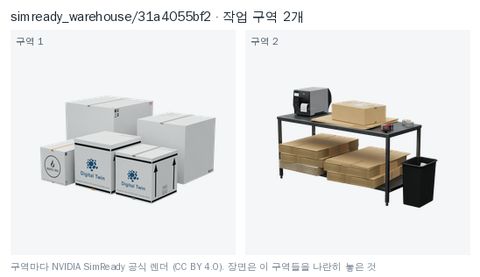 simready_warehouse/31a4055bf2 · 작업 구역 2개
구역 1
구역 2
Digital Twin
Digital Twin
구역마다 NVIDIA SimReady 공식 렌더 (CC BY 4.0). 장면은 이 구역들을 나란히 놓은 것